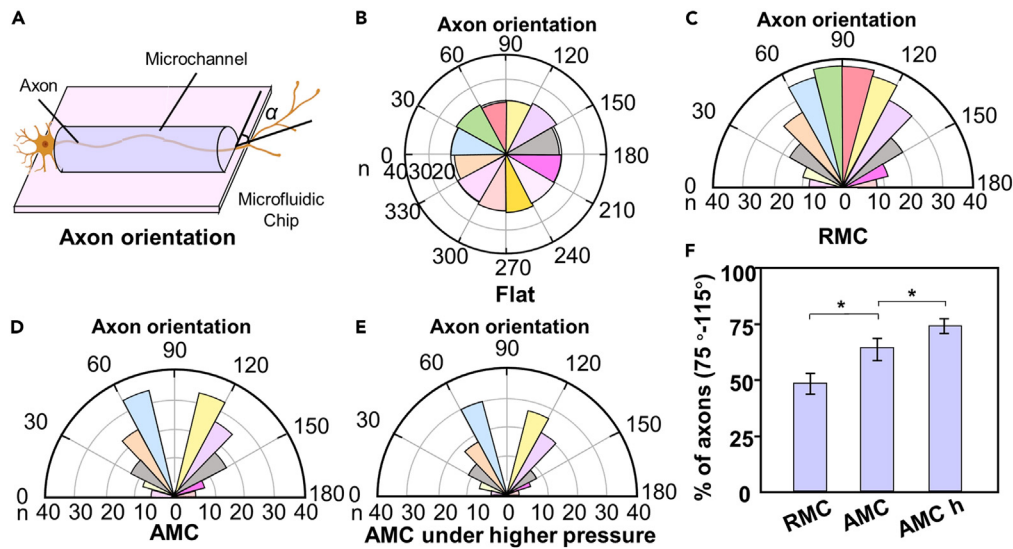 A
Axon
Microchannel
α
Microfluidic
Chip
Axon orientation
B
Axon orientation
90
60 120
30 150
0 180
n 40 30 20
330 210
300 240
270
Flat
C
Axon orientation
90
60 120
30 150
0 180
n 40 30 20 10 0 10 20 30 40
RMC
D
Axon orientation
90
60 120
30 150
0 180
n 40 30 20 10 0 10 20 30 40
AMC
E
Axon orientation
90
60 120
30 150
0 180
n 40 30 20 10 0 10 20 30 40
AMC under higher pressure
F
% of axons (75 °-115°)
100
75
50
25
0
* *
RMC AMC AMC h